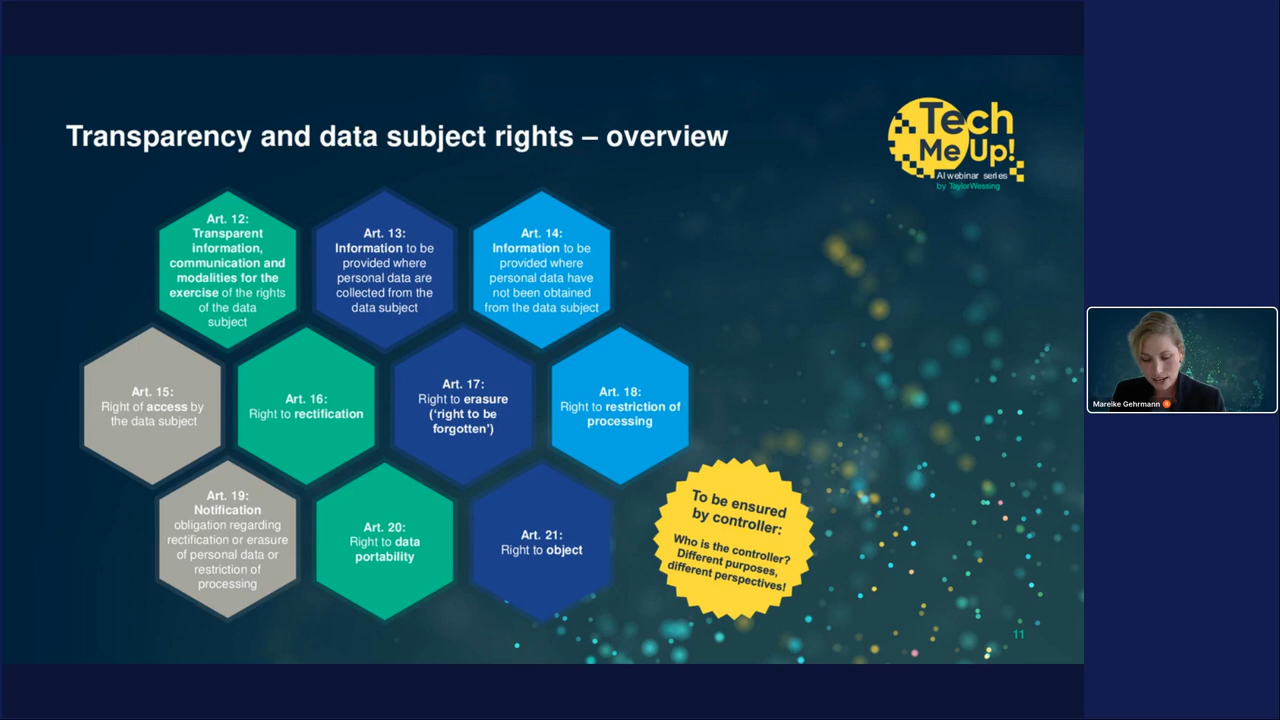 Transparency and data subject rights – overview
Tech
Me Up!
AI webinar series
by TaylorWessing
Art. 12:
Transparent
information,
communication and
modalities for the
exercise of the rights
of the data
subject
Art. 13:
Information to be
provided where
personal data are
collected from the
data subject
Art. 14:
Information to be
provided where
personal data have
not been obtained
from the data subject
Art. 15:
Right of access by
the data subject
Art. 16:
Right to rectification
Art. 17:
Right to erasure
(‘right to be
forgotten’)
Art. 18:
Right to restriction of
processing
Art. 19:
Notification
obligation regarding
rectification or erasure
of personal data or
restriction of
processing
Art. 20:
Right to data
portability
Art. 21:
Right to object
To be ensured
by controller:
Who is the controller?
Different purposes,
different perspectives!
11
Mareike Gehrmann